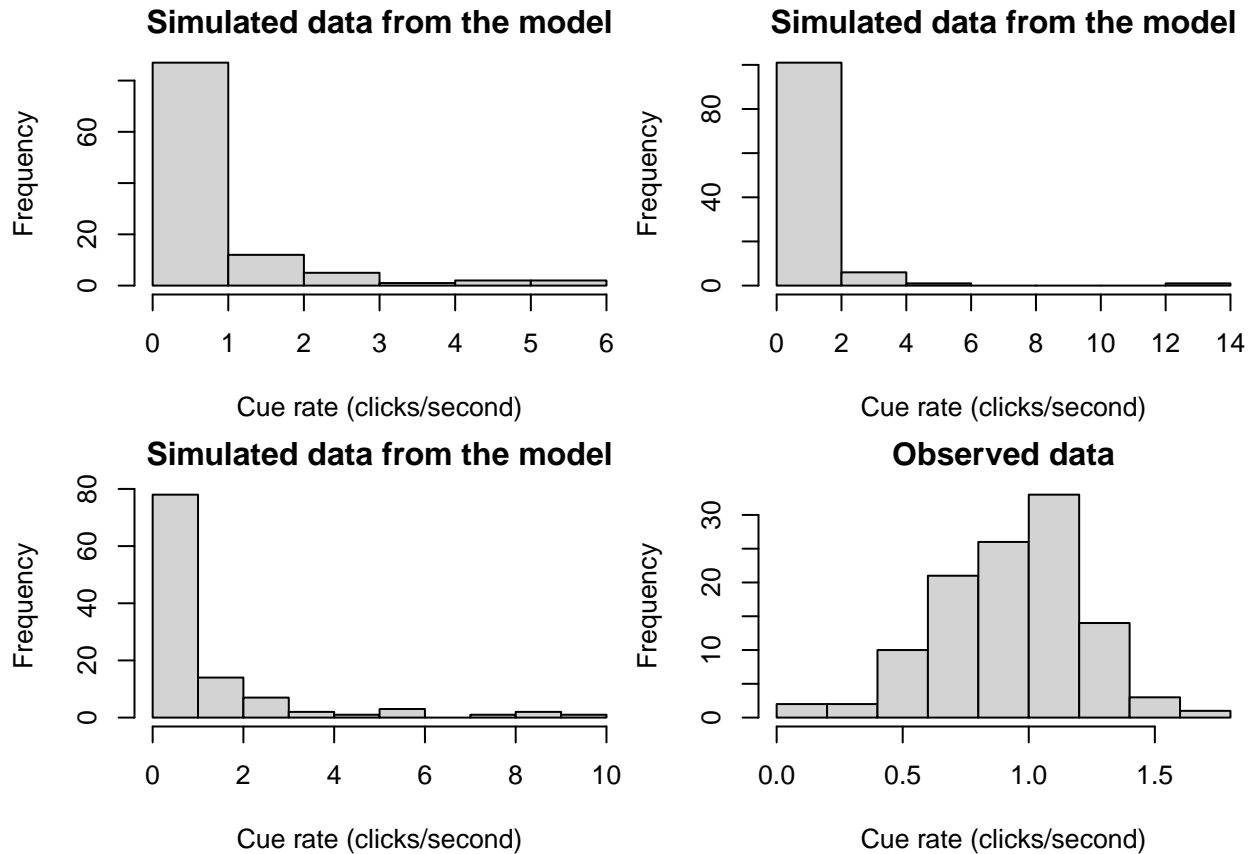 Simulated data from the model
Frequency
0 20 60
0 1 2 3 4 5 6
Cue rate (clicks/second)
Simulated data from the model
Frequency
0 40 80
0 2 4 6 8 10 12 14
Cue rate (clicks/second)
Simulated data from the model
Frequency
0 20 40 60 80
0 2 4 6 8 10
Cue rate (clicks/second)
Observed data
Frequency
0 10 20 30
0.0 0.5 1.0 1.5
Cue rate (clicks/second)